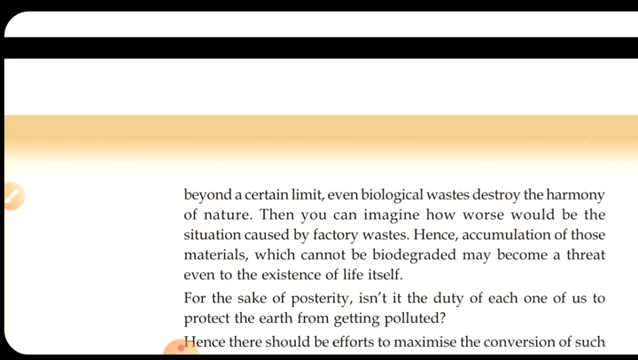 beyond a certain limit, even biological wastes destroy the harmony
of nature. Then you can imagine how worse would be the
situation caused by factory wastes. Hence, accumulation of those
materials, which cannot be biodegraded may become a threat
even to the existence of life itself.
For the sake of posterity, isn't it the duty of each one of us to
protect the earth from getting polluted?
Hence there should be efforts to maximise the conversion of such